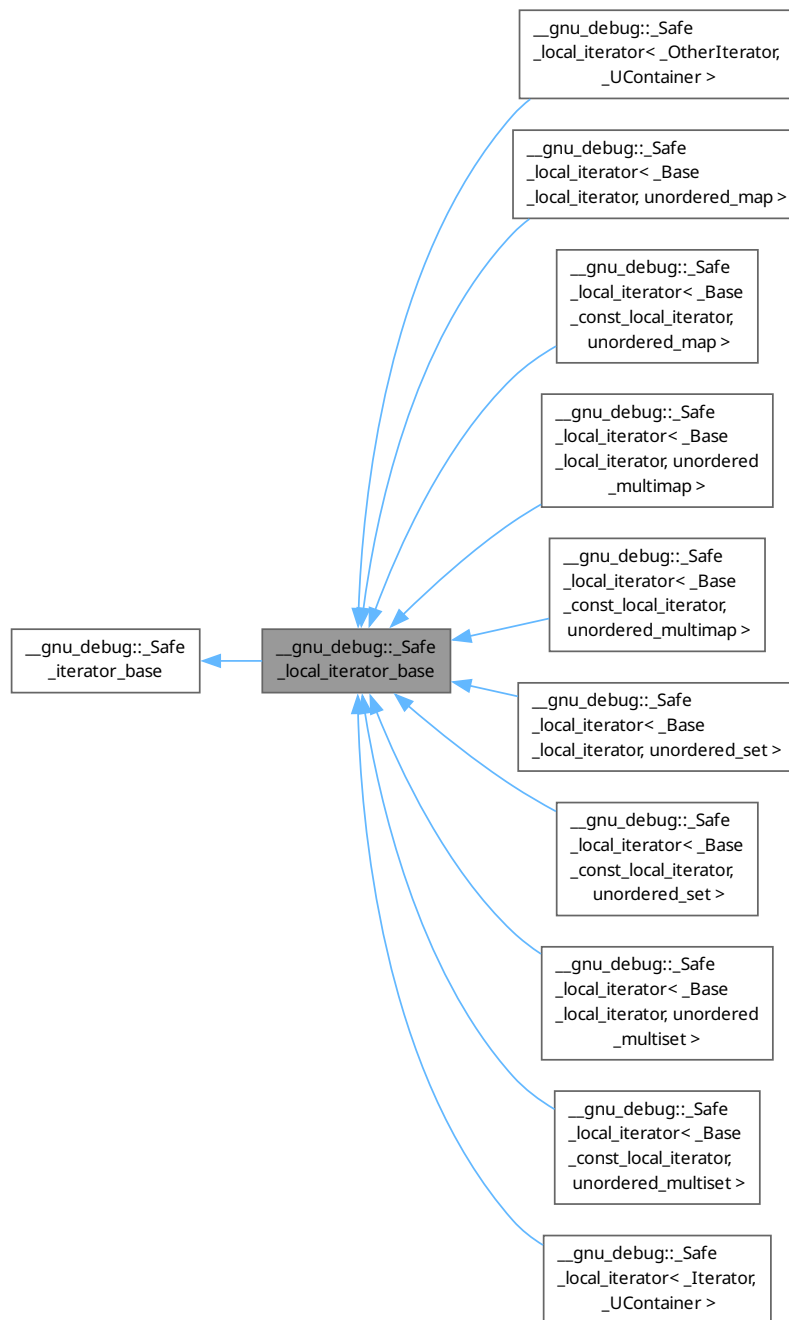 __gnu_debug::_Safe
_local_iterator< _OtherIterator,
_UContainer >
__gnu_debug::_Safe
_local_iterator< _Base
_local_iterator, unordered_map >
__gnu_debug::_Safe
_local_iterator< _Base
_const_local_iterator,
unordered_map >
__gnu_debug::_Safe
_local_iterator< _Base
_local_iterator, unordered
_multimap >
__gnu_debug::_Safe
_local_iterator< _Base
_const_local_iterator,
unordered_multimap >
__gnu_debug::_Safe
_iterator_base
__gnu_debug::_Safe
_local_iterator_base
__gnu_debug::_Safe
_local_iterator< _Base
_local_iterator, unordered_set >
__gnu_debug::_Safe
_local_iterator< _Base
_const_local_iterator,
unordered_set >
__gnu_debug::_Safe
_local_iterator< _Base
_local_iterator, unordered
_multiset >
__gnu_debug::_Safe
_local_iterator< _Base
_const_local_iterator,
unordered_multiset >
__gnu_debug::_Safe
_local_iterator< _Iterator,
_UContainer >